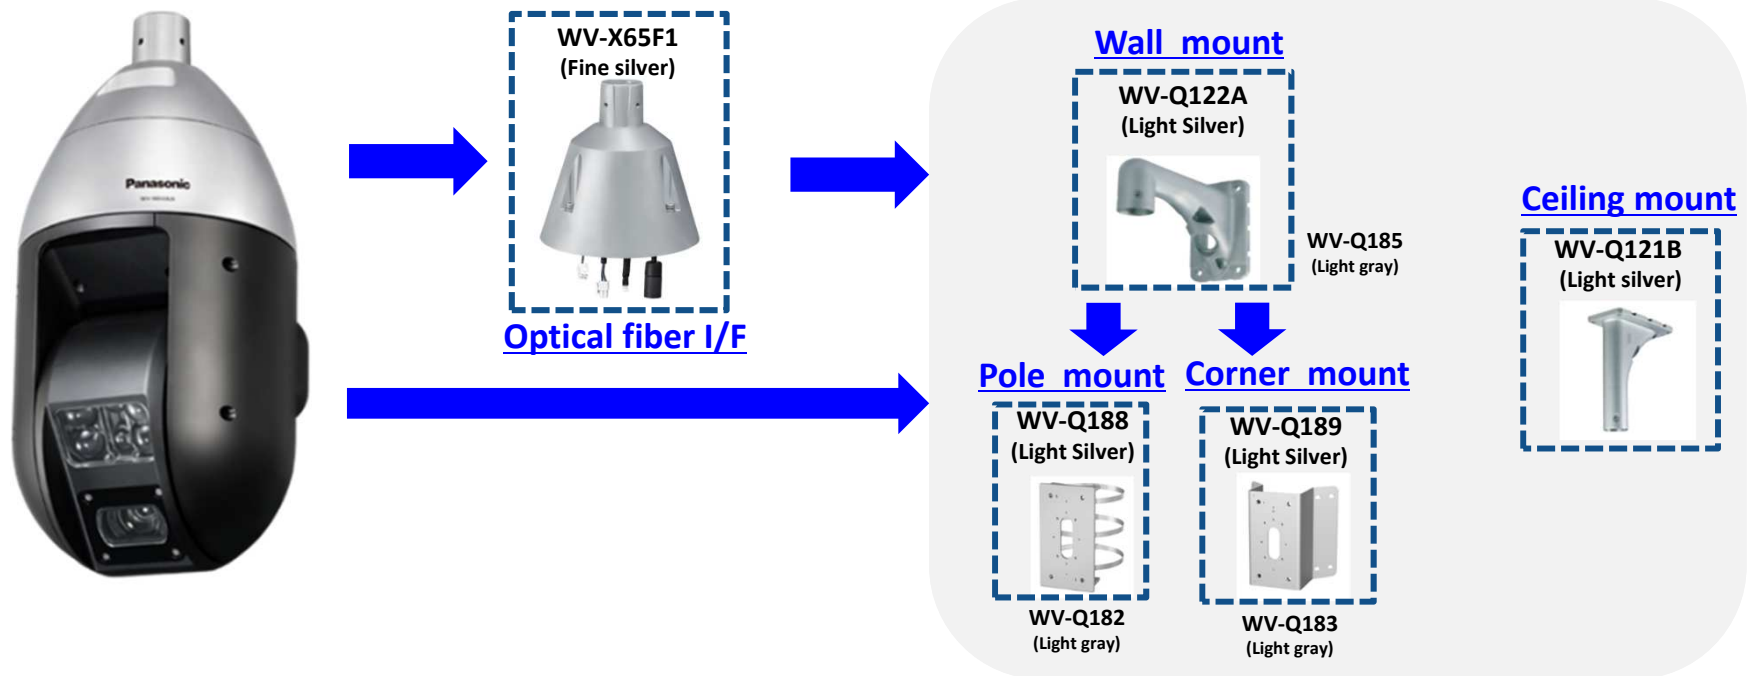 Panasonic
WV-X65F1
(Fine silver)
Optical fiber I/F
Wall mount
WV-Q122A
(Light Silver)
WV-Q185
(Light gray)
Pole mount
WV-Q188
(Light Silver)
WV-Q182
(Light gray)
Corner mount
WV-Q189
(Light Silver)
WV-Q183
(Light gray)
Ceiling mount
WV-Q121B
(Light silver)